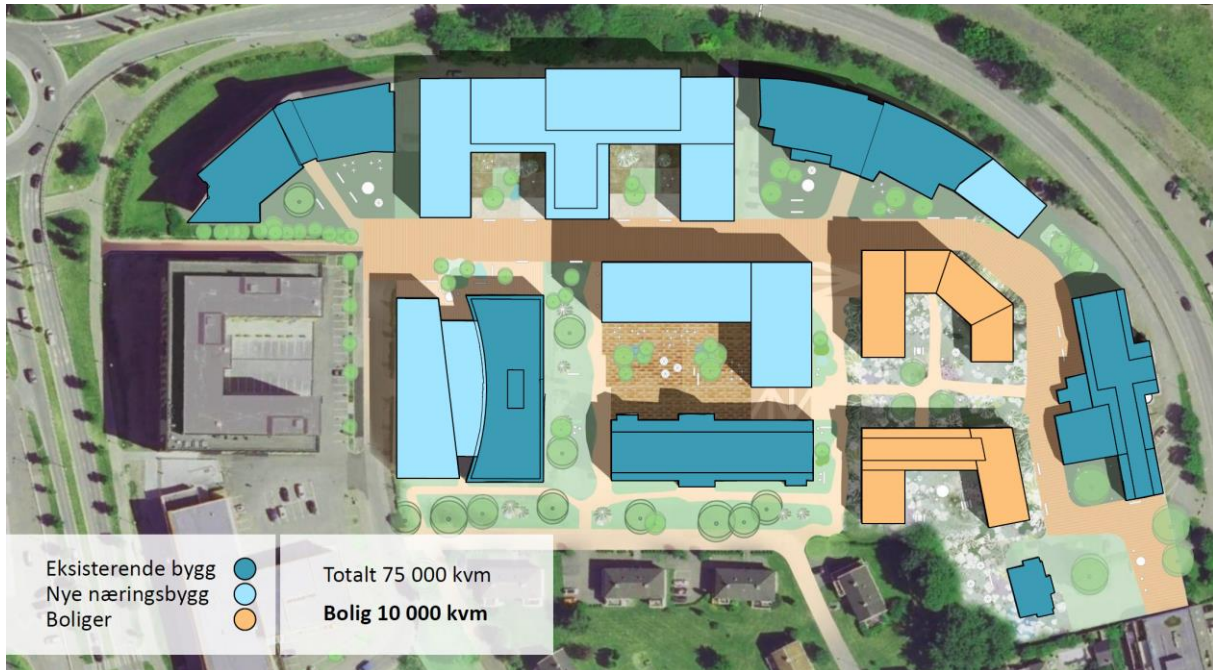 Eksisterende bygg
Nye næringsbygg
Boliger
Totalt 75 000 kvm
Bolig 10 000 kvm